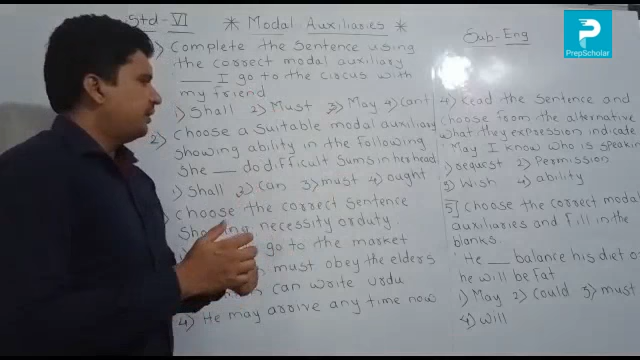 Std-VI
* Modal Auxiliaries *
Sub-Eng
PrepScholar
Complete the sentence using
the correct modal auxiliary
___ I go to the circus with
my friend
1) Shall 2) Must 3) May 4) Cant
2) Choose a Suitable modal auxiliary
showing ability in the following
She ___ do difficult Sums in her head
1) Shall 2) Can 3) must 4) ought
Choose the correct Sentence
Showing necessity or duty
go to the market
must obey the elders
can write urdu
4) He may arrive any time now
4) Read the Sentence and
choose from the alternative
what they expression indicate
May I know who is speakin
1) request 2) Permission
3) Wish 4) ability
5] Choose the correct Modal
auxiliaries and fill in the
blanks.
He ___ balance his diet o
he will be fat
1) May 2) Could 3) must
4) Will